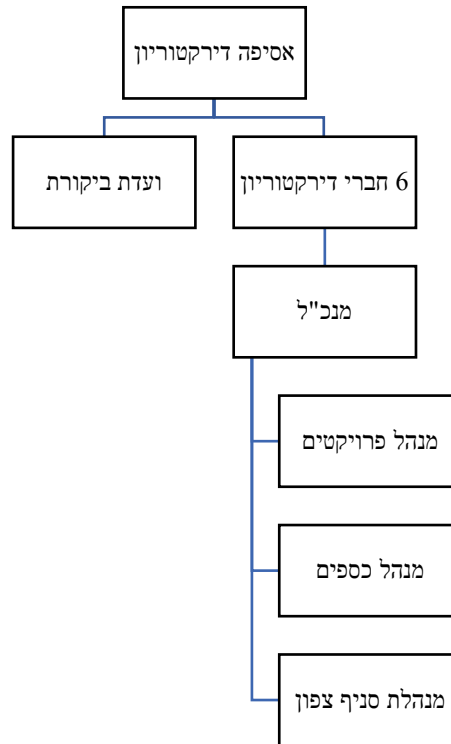 אסיפה דירקטוריון
6 חברי דירקטוריון
ועדת ביקורת
מנכ"ל
מנהל פרויקטים
מנהל כספים
מנהלת סניף צפון